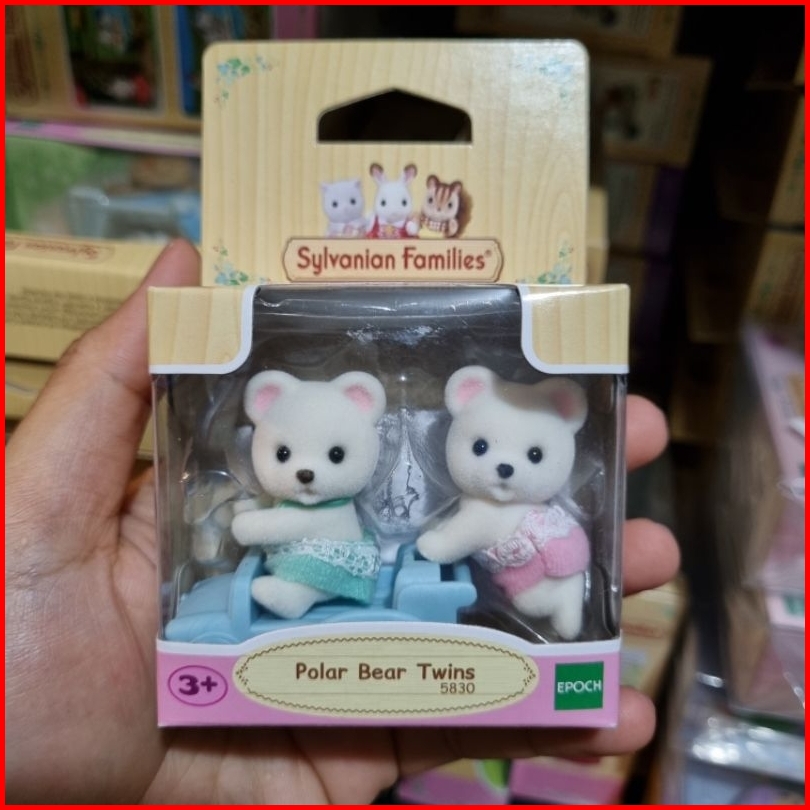 Sylvanian Families®
Polar Bear Twins
5830
3+
EPOCH